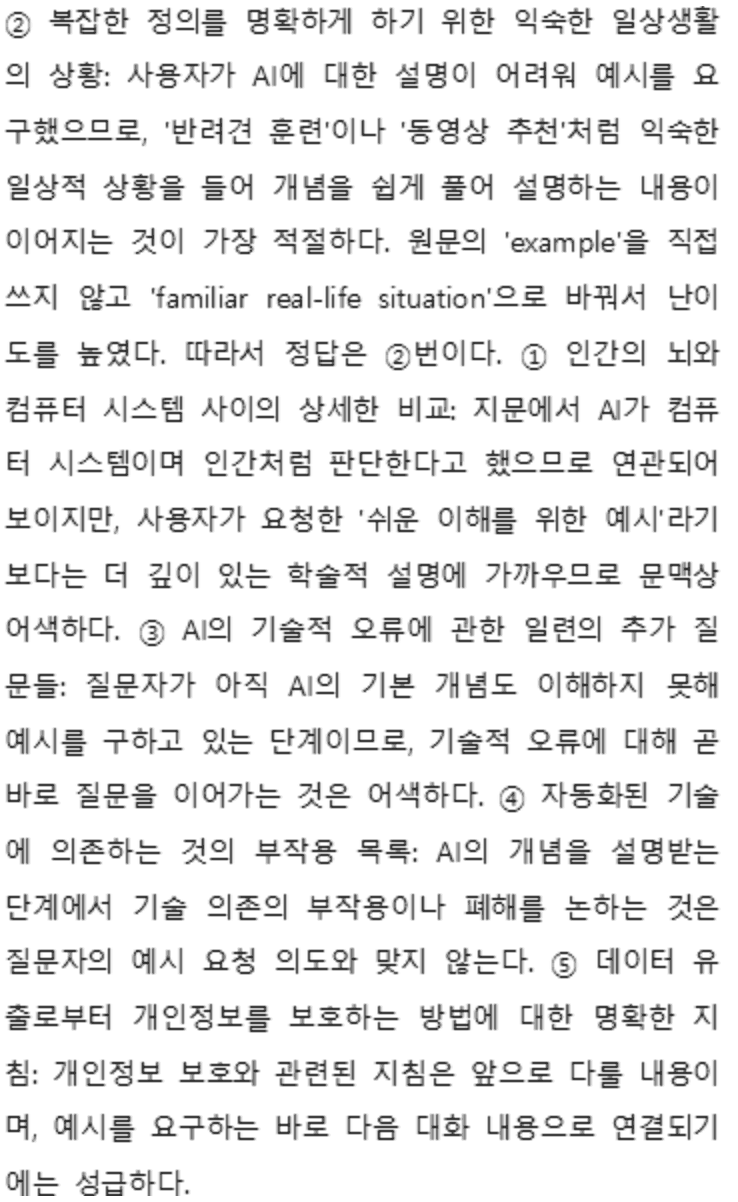 ② 복잡한 정의를 명확하게 하기 위한 익숙한 일상생활
의 상황: 사용자가 AI에 대한 설명이 어려워 예시를 요
구했으므로, '반려견 훈련'이나 '동영상 추천'처럼 익숙한
일상적 상황을 들어 개념을 쉽게 풀어 설명하는 내용이
이어지는 것이 가장 적절하다. 원문의 'example'을 직접
쓰지 않고 'familiar real-life situation'으로 바꿔서 난이
도를 높였다. 따라서 정답은 ②번이다. ① 인간의 뇌와
컴퓨터 시스템 사이의 상세한 비교: 지문에서 AI가 컴퓨
터 시스템이며 인간처럼 판단한다고 했으므로 연관되어
보이지만, 사용자가 요청한 '쉬운 이해를 위한 예시'라기
보다는 더 깊이 있는 학술적 설명에 가까우므로 문맥상
어색하다. ③ AI의 기술적 오류에 관한 일련의 추가 질
문들: 질문자가 아직 AI의 기본 개념도 이해하지 못해
예시를 구하고 있는 단계이므로, 기술적 오류에 대해 곧
바로 질문을 이어가는 것은 어색하다. ④ 자동화된 기술
에 의존하는 것의 부작용 목록: AI의 개념을 설명받는
단계에서 기술 의존의 부작용이나 폐해를 논하는 것은
질문자의 예시 요청 의도와 맞지 않는다. ⑤ 데이터 유
출로부터 개인정보를 보호하는 방법에 대한 명확한 지
침: 개인정보 보호와 관련된 지침은 앞으로 다룰 내용이
며, 예시를 요구하는 바로 다음 대화 내용으로 연결되기
에는 성급하다.